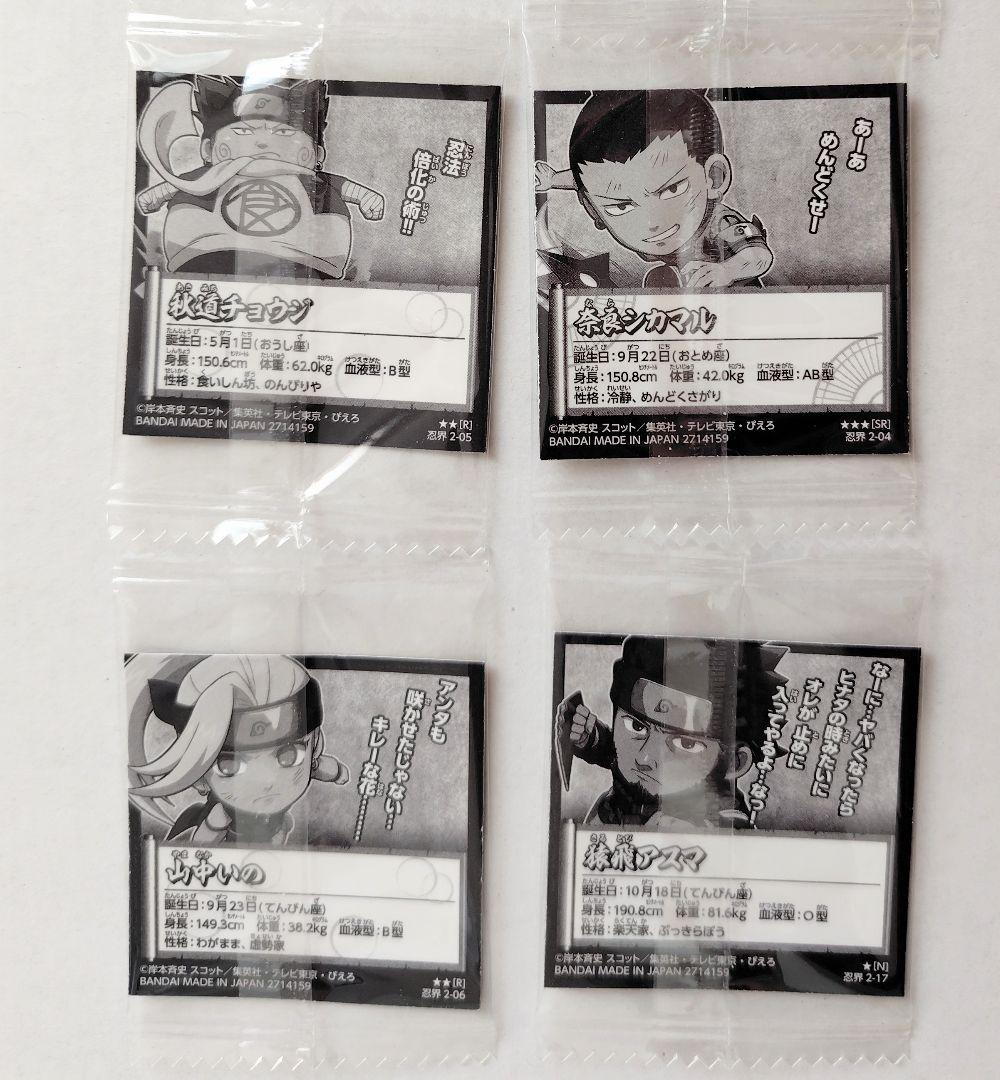 忍法
倍化の術!!
秋道チョウジ
誕生日:5月1日(おうし座)
身長:150.6cm 体重:62.0kg 血液型:B型
性格:食いしん坊、のんびりや
©岸本斉史 スコット/集英社・テレビ東京・ぴえろ
BANDAI MADE IN JAPAN 2714159
★★[R]
忍界 2-05
あーあ
めんどくせー
奈良シカマル
誕生日:9月22日(おとめ座)
身長:150.8cm 体重:42.0kg 血液型:AB型
性格:冷静、めんどくさがり
©岸本斉史 スコット/集英社・テレビ東京・ぴえろ
BANDAI MADE IN JAPAN 2714159
★★★[SR]
忍界 2-04
アンタも
咲かせたじゃない…
キレーな花………
山中いの
誕生日:9月23日(てんびん座)
身長:149.3cm 体重:38.2kg 血液型:B型
性格:わがまま、虚勢家
©岸本斉史 スコット/集英社・テレビ東京・ぴえろ
BANDAI MADE IN JAPAN 2714159
★★[R]
忍界 2-06
なーに…ヤバくなったら
ヒナタの時みたいに
オレが止めに
入ってやるよ…なっ!
猿飛アスマ
誕生日:10月18日(てんびん座)
身長:190.8cm 体重:81.6kg 血液型:O型
性格:楽天家、ぶっきらぼう
©岸本斉史 スコット/集英社・テレビ東京・ぴえろ
BANDAI MADE IN JAPAN 2714159
★[N]
忍界 2-17